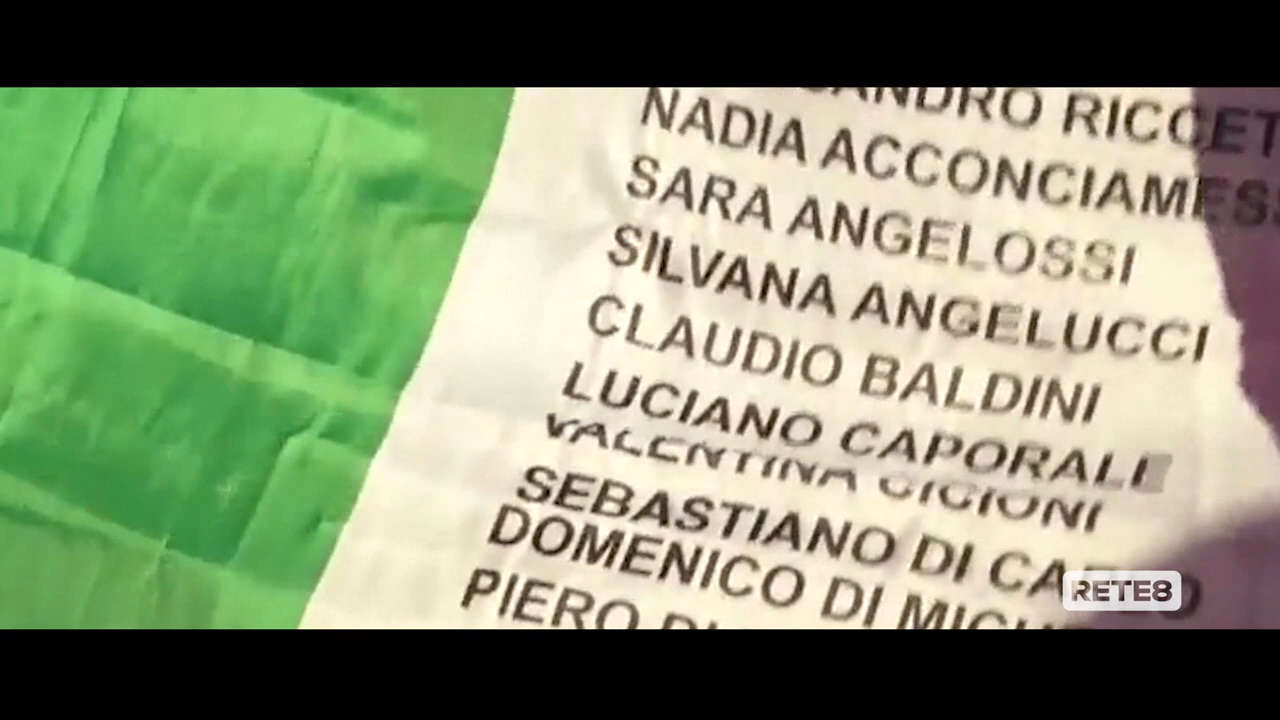 NADIA
SARA ANGELOSSI
SILVANA ANGELUCCI
CLAUDIO BALDINI
LUCIANO CAPORALE
VALENTINA CICIONI
SEBASTIANO DI
DOMENICO DI
PIERO
RETE8